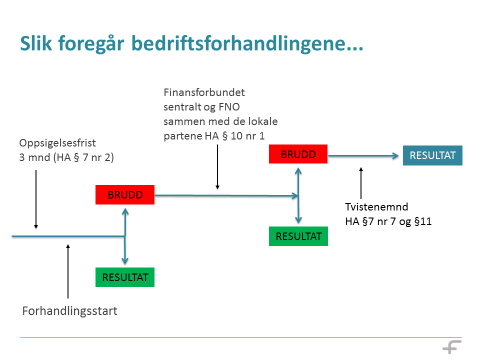 Slik foregår bedriftsforhandlingene...
Finansforbundet
sentralt og FNO
sammen med de lokale
partene HA § 10 nr 1
Oppsigelsesfrist
3 mnd (HA § 7 nr 2)
BRUDD
RESULTAT
BRUDD
Tvistenemnd
HA §7 nr 7 og §11
RESULTAT
RESULTAT
Forhandlingsstart